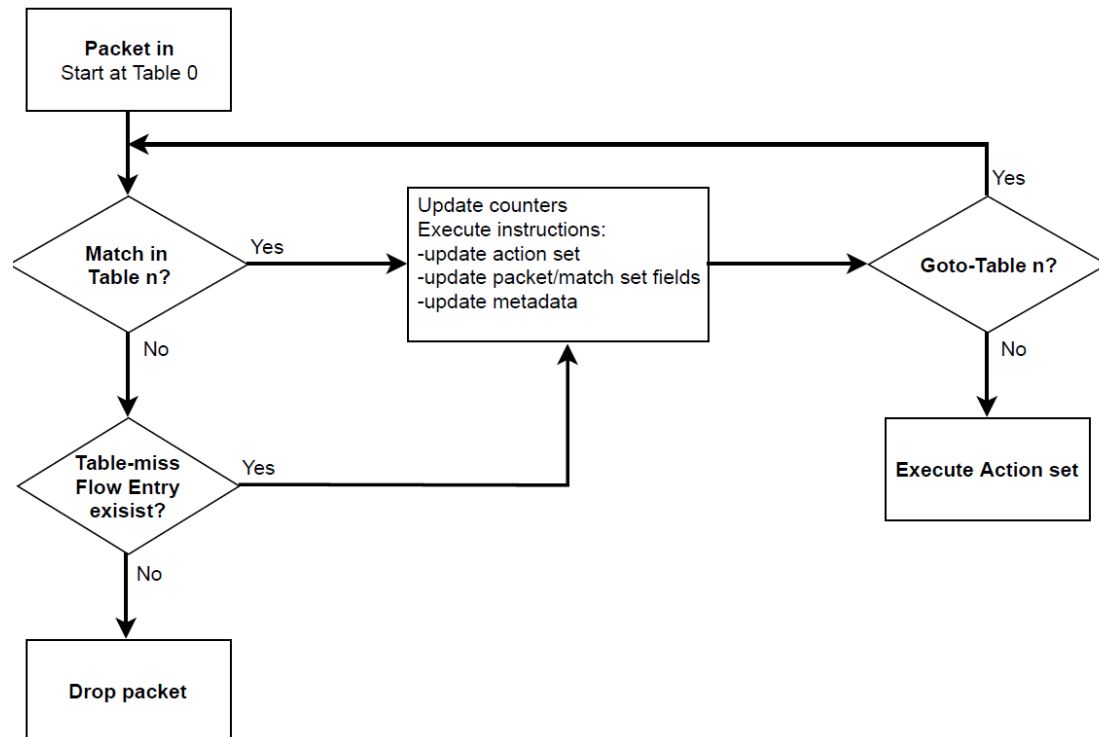 Packet in
Start at Table 0
Yes
Match in
Table n?
Yes
Update counters
Execute instructions:
-update action set
-update packet/match set fields
-update metadata
Goto-Table n?
No
No
Table-miss
Flow Entry
exisist?
Yes
Execute Action set
No
Drop packet